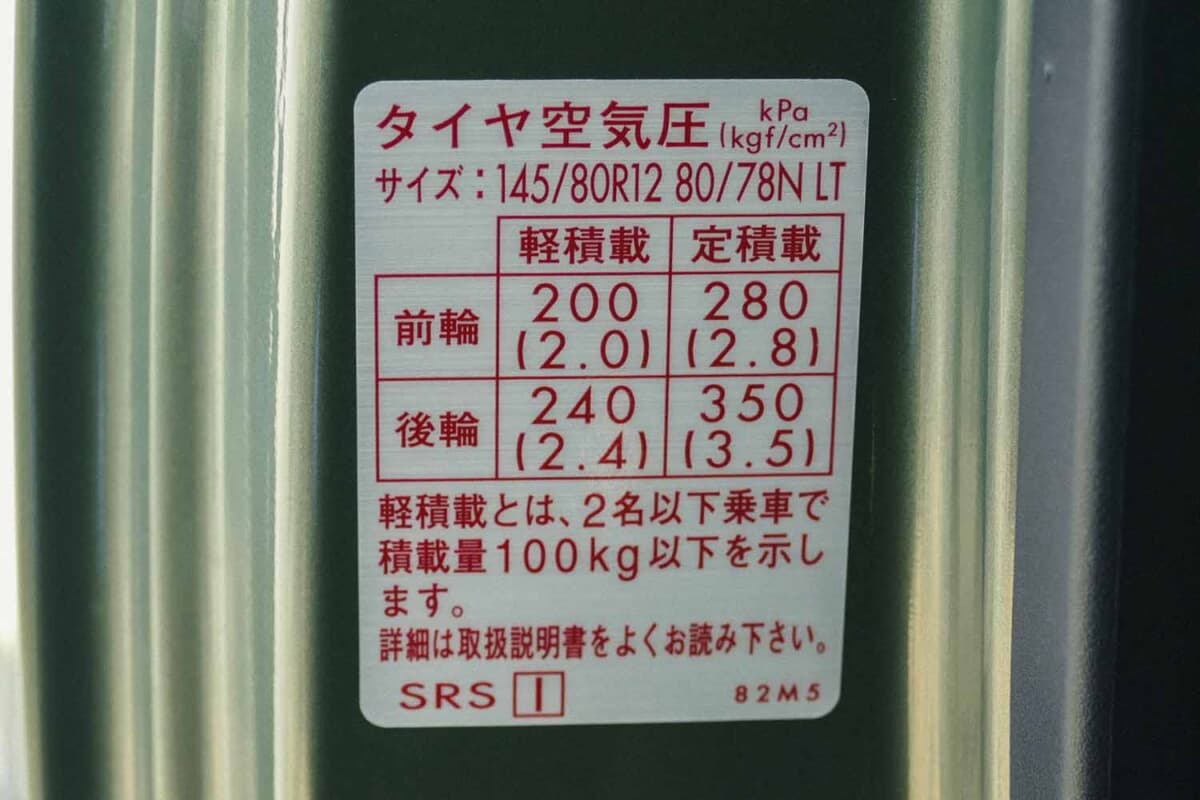 タイヤ空気圧 kPa (kgf/cm²)
サイズ：145/80R12 80/78N LT
軽積載 定積載
前輪 200 (2.0) 280 (2.8)
後輪 240 (2.4) 350 (3.5)
軽積載とは、2名以下乗車で
積載量100kg以下を示し
ます。
詳細は取扱説明書をよくお読み下さい。
SRS I 82M5